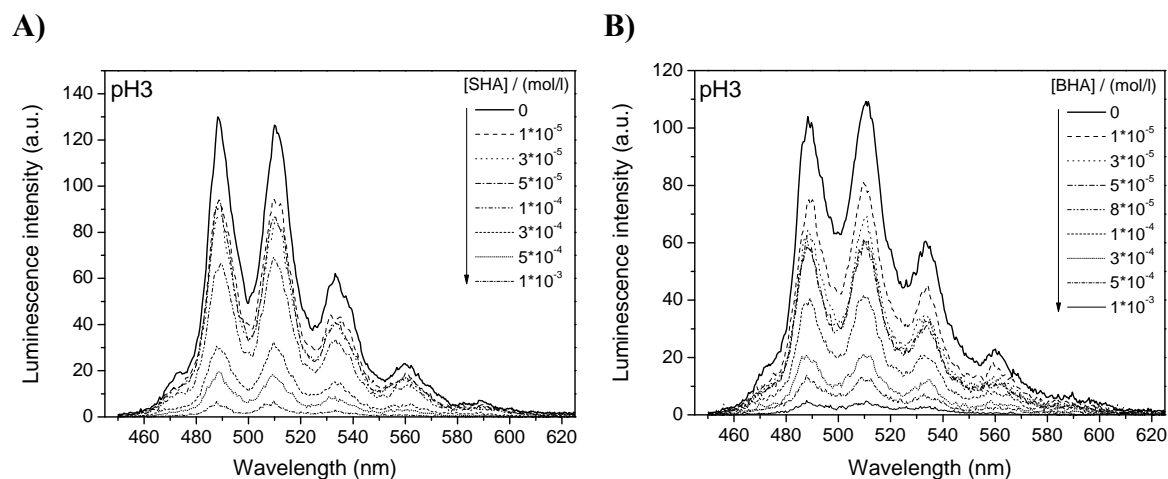 A)
pH3
[SHA] / (mol/l)
0
1*10⁻⁵
3*10⁻⁵
5*10⁻⁵
1*10⁻⁴
3*10⁻⁴
5*10⁻⁴
1*10⁻³
Luminescence intensity (a.u.)
140
120
100
80
60
40
20
0
460 480 500 520 540 560 580 600 620
Wavelength (nm)
B)
pH3
[BHA] / (mol/l)
0
1*10⁻⁵
3*10⁻⁵
5*10⁻⁵
8*10⁻⁵
1*10⁻⁴
3*10⁻⁴
5*10⁻⁴
1*10⁻³
Luminescence intensity (a.u.)
120
100
80
60
40
20
0
460 480 500 520 540 560 580 600 620
Wavelength (nm)